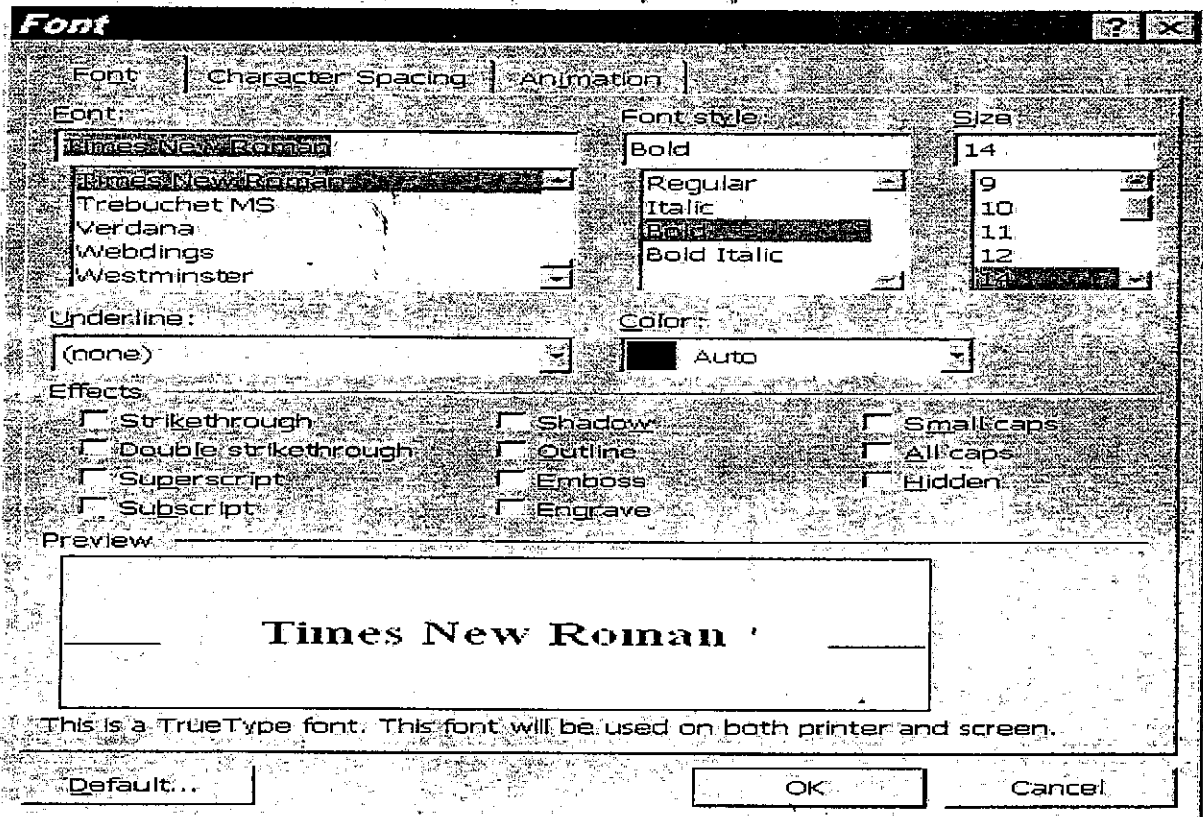 Font
Font Character Spacing Animation
Font: Font style: Size
Times New Roman Bold 14
Times New Roman Regular 9
Trebuchet MS Italic 10
Verdana Bold 11
Webdings Bold Italic 12
Westminster 14
Underline: Color:
(none) Auto
Effects
Strikethrough Shadow Small caps
Double strikethrough Outline All caps
Superscript Emboss Hidden
Subscript Engrave
Preview
Times New Roman
This is a TrueType font. This font will be used on both printer and screen.
Default... OK Cancel